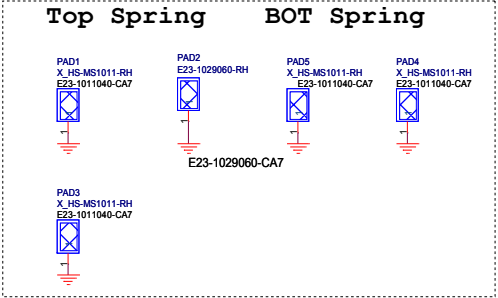 Top Spring
BOT Spring
PAD1
X_HS-MS1011-RH
E23-1011040-CA7
1
PAD2
E23-1029060-RH
1
E23-1029060-CA7
PAD5
X_HS-MS1011-RH
E23-1011040-CA7
1
PAD4
X_HS-MS1011-RH
E23-1011040-CA7
1
PAD3
X_HS-MS1011-RH
E23-1011040-CA7
1